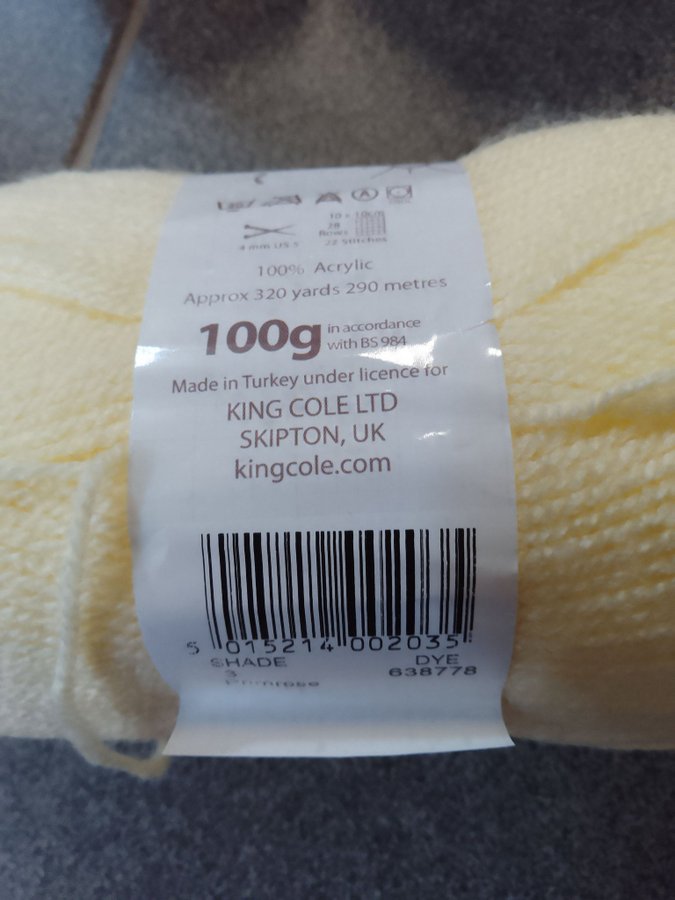 A
10 x 10cm
28
Rows
4 mm US 5
22 Stitches
100% Acrylic
Approx 320 yards 290 metres
100g in accordance
with BS 984
Made in Turkey under licence for
KING COLE LTD
SKIPTON, UK
kingcole.com
5 015214 002035
SHADE DYE
3 638778
Primrose